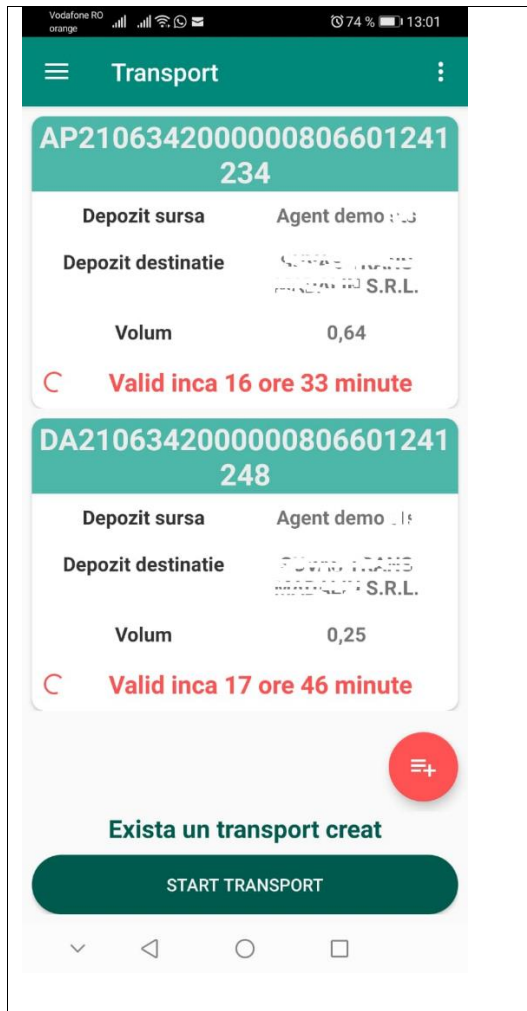 Vodafone RO
orange
74 % 13:01
Transport
AP2106342000000806601241
234
Depozit sursa Agent demo
Depozit destinatie
S.R.L.
Volum 0,64
Valid inca 16 ore 33 minute
DA2106342000000806601241
248
Depozit sursa Agent demo
Depozit destinatie
S.R.L.
Volum 0,25
Valid inca 17 ore 46 minute
Exista un transport creat
START TRANSPORT